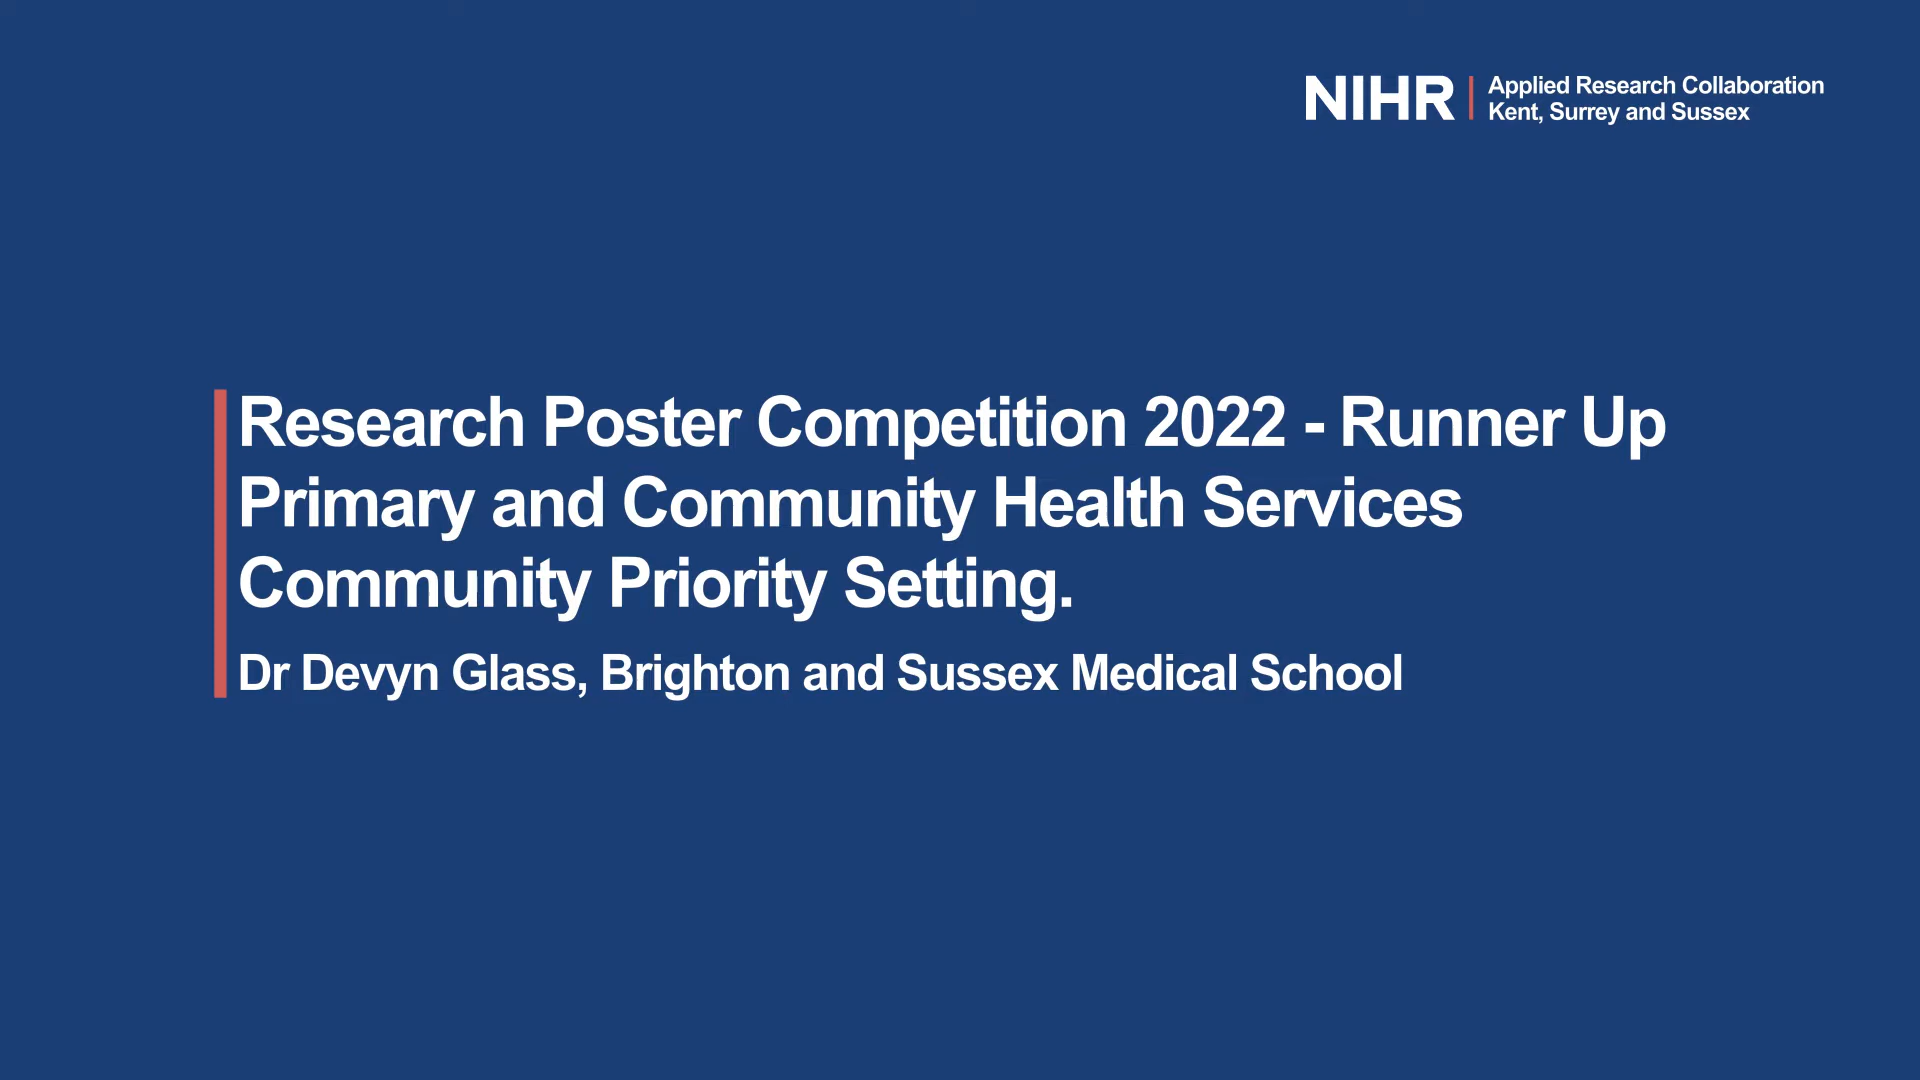 NIHR | Applied Research Collaboration
Kent, Surrey and Sussex
Research Poster Competition 2022 - Runner Up
Primary and Community Health Services
Community Priority Setting.
Dr Devyn Glass, Brighton and Sussex Medical School